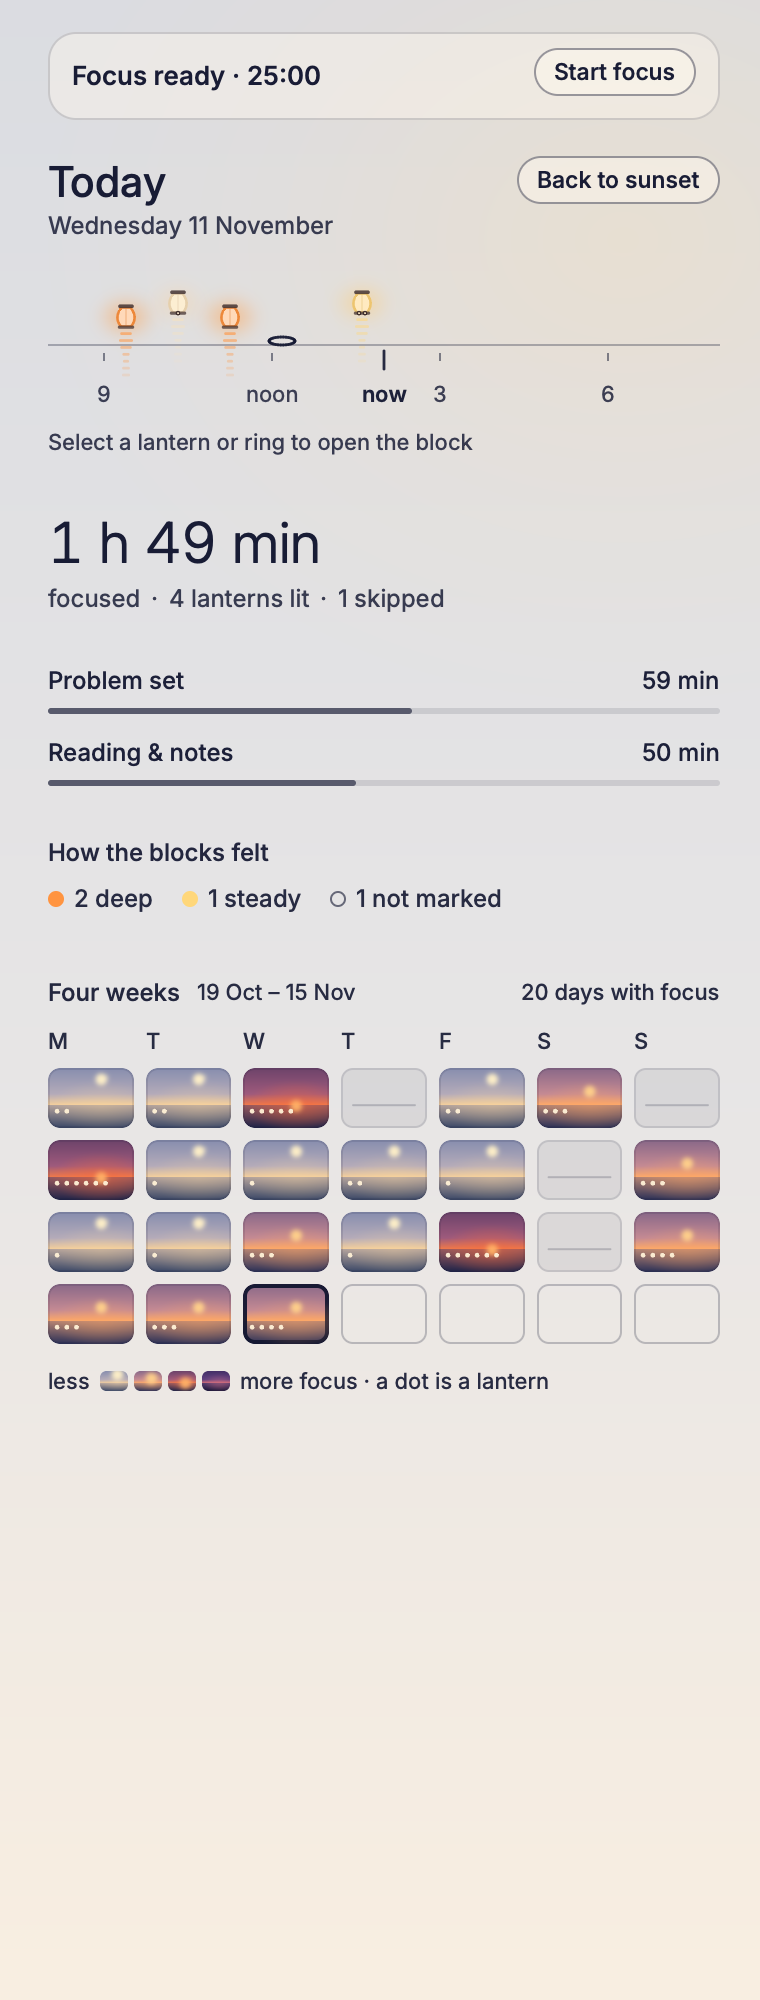 Focus ready · 25:00
Start focus
Today
Back to sunset
Wednesday 11 November
9 noon now 3 6
Select a lantern or ring to open the block
1 h 49 min
focused · 4 lanterns lit · 1 skipped
Problem set 59 min
Reading & notes 50 min
How the blocks felt
2 deep 1 steady 1 not marked
Four weeks 19 Oct – 15 Nov 20 days with focus
M T W T F S S
less more focus · a dot is a lantern